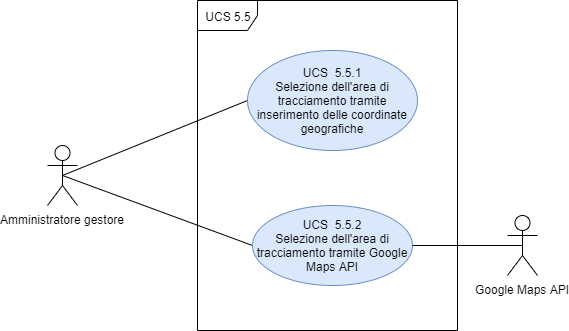 UCS 5.5
UCS 5.5.1
Selezione dell'area di
tracciamento tramite
inserimento delle coordinate
geografiche
Amministratore gestore
UCS 5.5.2
Selezione dell'area di
tracciamento tramite Google
Maps API
Google Maps API